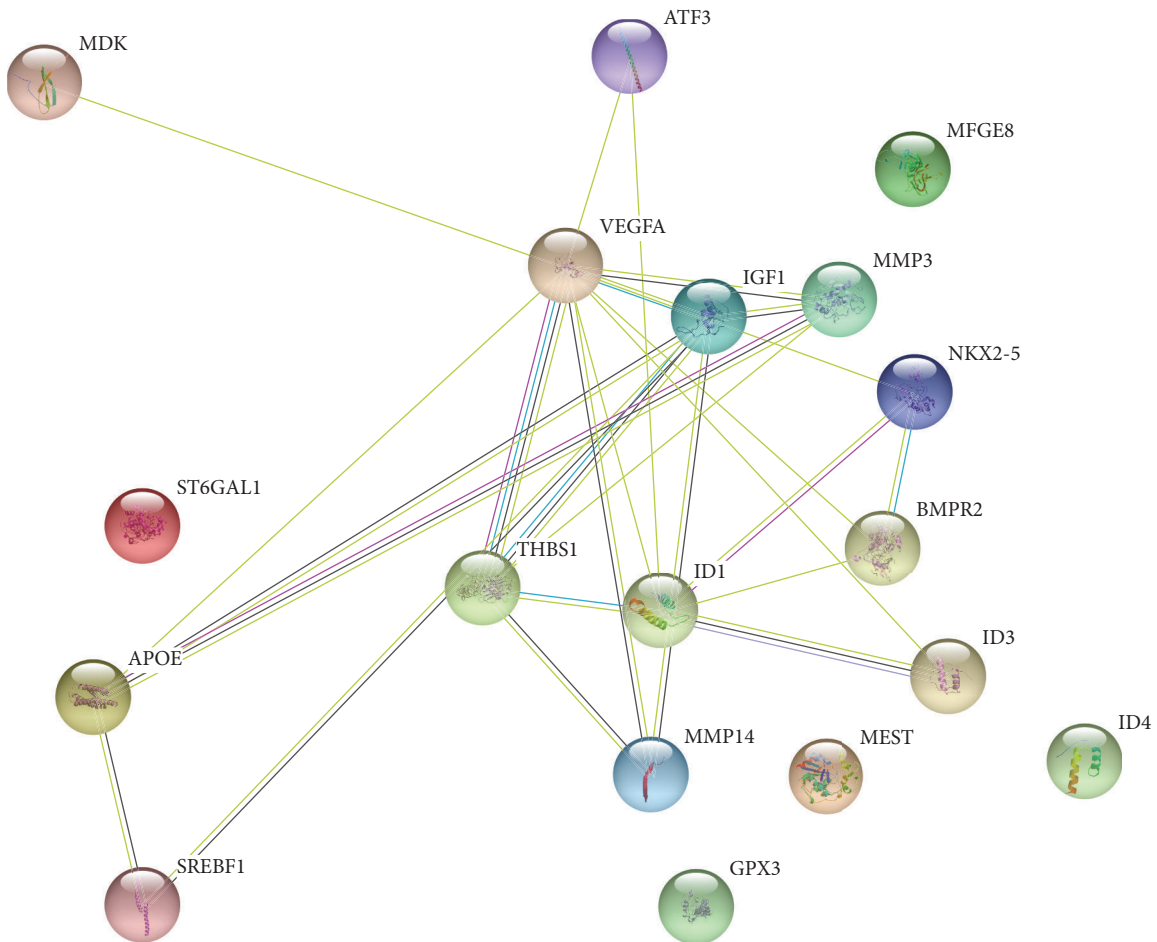 ATF3
MDK
MFGE8
VEGFA
MMP3
IGF1
NKX2-5
ST6GAL1
BMPR2
THBS1
ID1
ID3
APOE
ID4
MMP14
MEST
SREBF1
GPX3